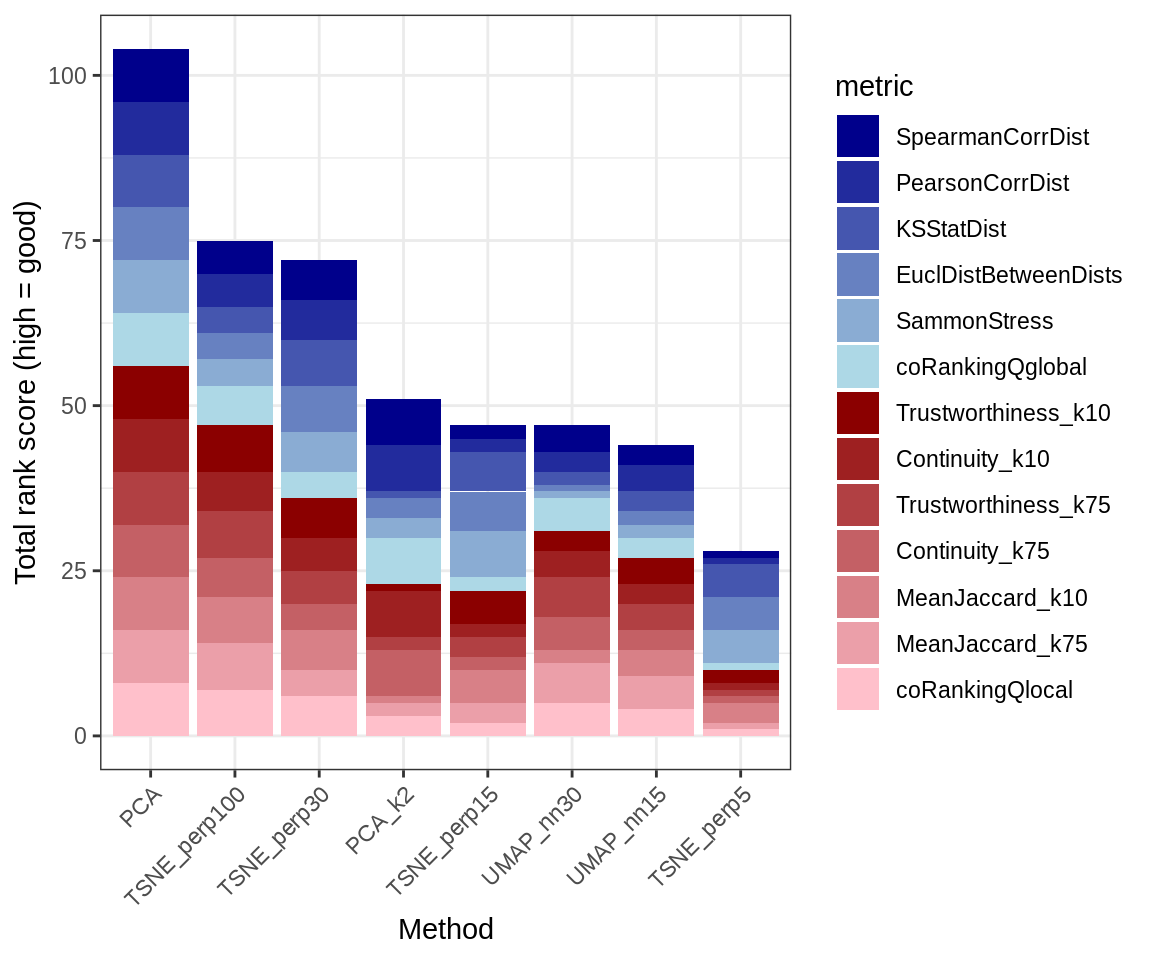 Total rank score (high = good)
100
75
50
25
0
PCA
TSNE_perp100
TSNE_perp30
PCA_k2
TSNE_perp15
UMAP_nn30
UMAP_nn15
TSNE_perp5
Method
metric
SpearmanCorrDist
PearsonCorrDist
KSStatDist
EuclDistBetweenDists
SammonStress
coRankingQglobal
Trustworthiness_k10
Continuity_k10
Trustworthiness_k75
Continuity_k75
MeanJaccard_k10
MeanJaccard_k75
coRankingQlocal